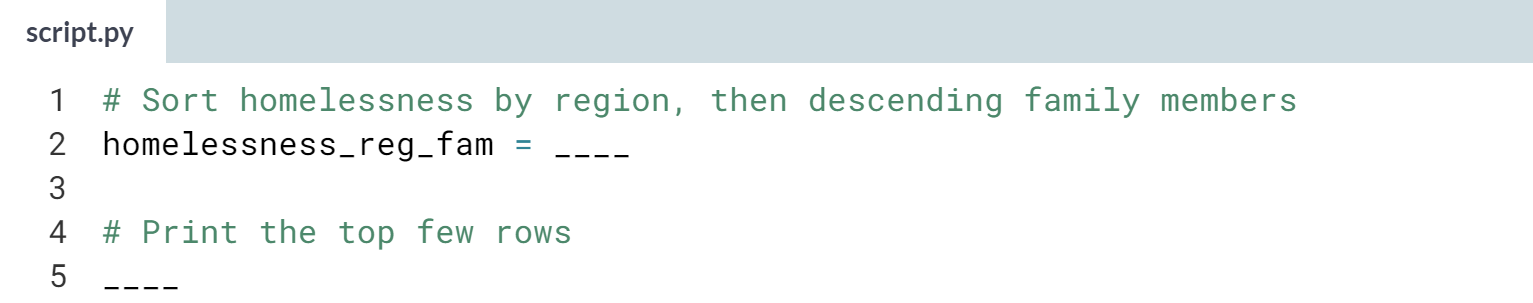 script.py
1 # Sort homelessness by region, then descending family members
2 homelessness_reg_fam = ____
3
4 # Print the top few rows
5 ____